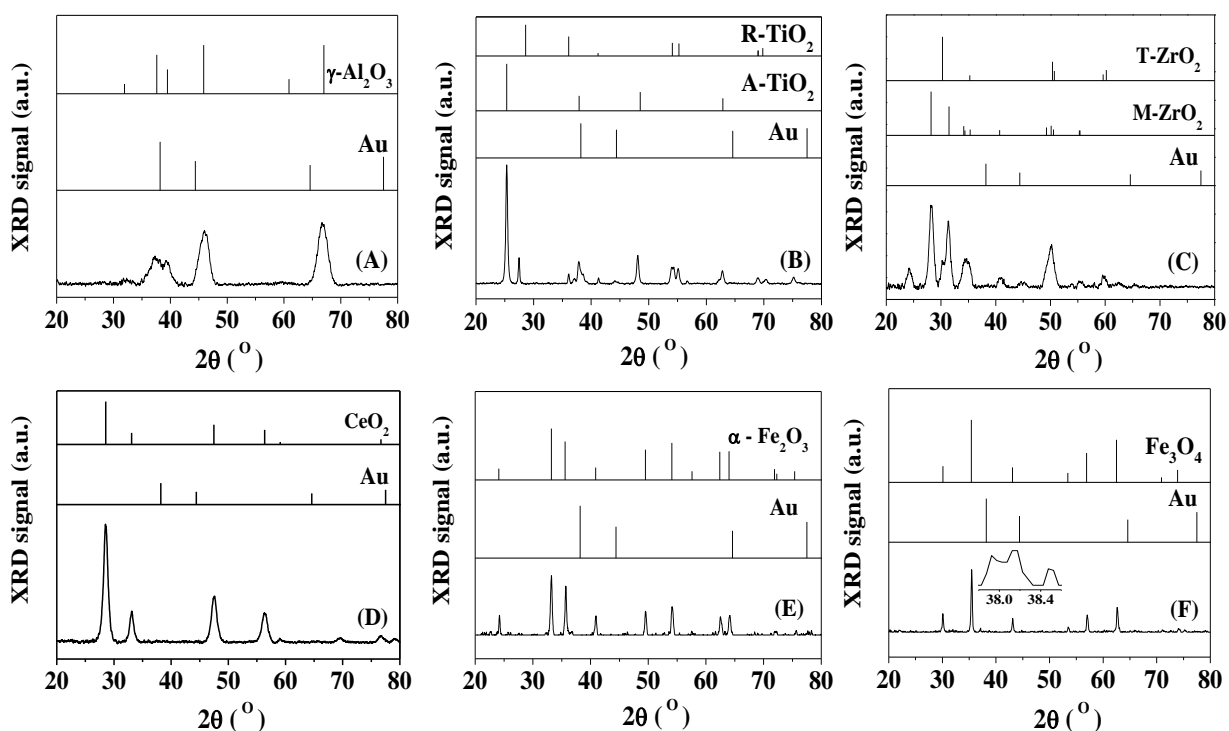 XRD signal (a.u.)
γ-Al2O3
Au
(A)
20 30 40 50 60 70 80
2θ (O)
XRD signal (a.u.)
R-TiO2
A-TiO2
Au
(B)
20 30 40 50 60 70 80
2θ (O)
XRD signal (a.u.)
T-ZrO2
M-ZrO2
Au
(C)
20 30 40 50 60 70 80
2θ (O)
XRD signal (a.u.)
CeO2
Au
(D)
20 30 40 50 60 70 80
2θ (O)
XRD signal (a.u.)
α - Fe2O3
Au
(E)
20 30 40 50 60 70 80
2θ (O)
XRD signal (a.u.)
Fe3O4
Au
38.0 38.4
(F)
20 30 40 50 60 70 80
2θ (O)